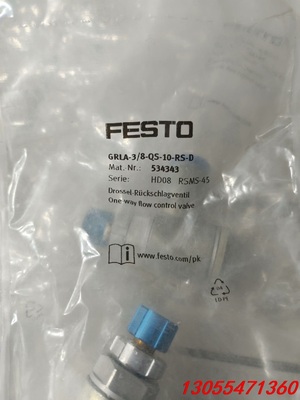 FESTO
GRLA-3/8-QS-10-RS-D
Mat. Nr.: 534343
Serie: HD08 RSMS-45
Drossel-Rückschlagventil
One way flow control valve
www.festo.com/pk
13055471360